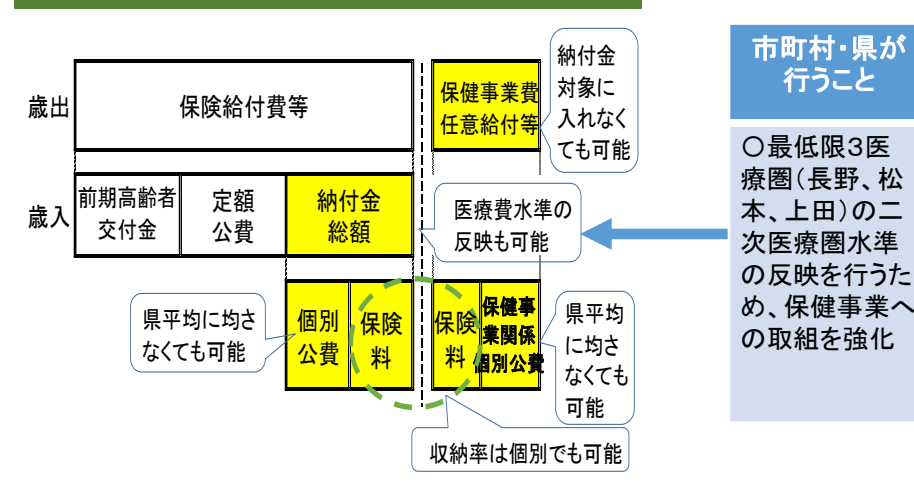 納付金
対象に
入れなく
ても可能
歳出
保険給付費等
保健事業費
任意給付等
歳入
前期高齢者
交付金
定額
公費
納付金
総額
医療費水準の
反映も可能
県平均に均さ
なくても可能
個別
公費
保険
料
保険
料
保健事
業関係
個別公費
県平均
に均さ
なくても
可能
収納率は個別でも可能
市町村・県が
行うこと
〇最低限3医
療圏(長野、松
本、上田)の二
次医療圏水準
の反映を行うた
め、保健事業へ
の取組を強化